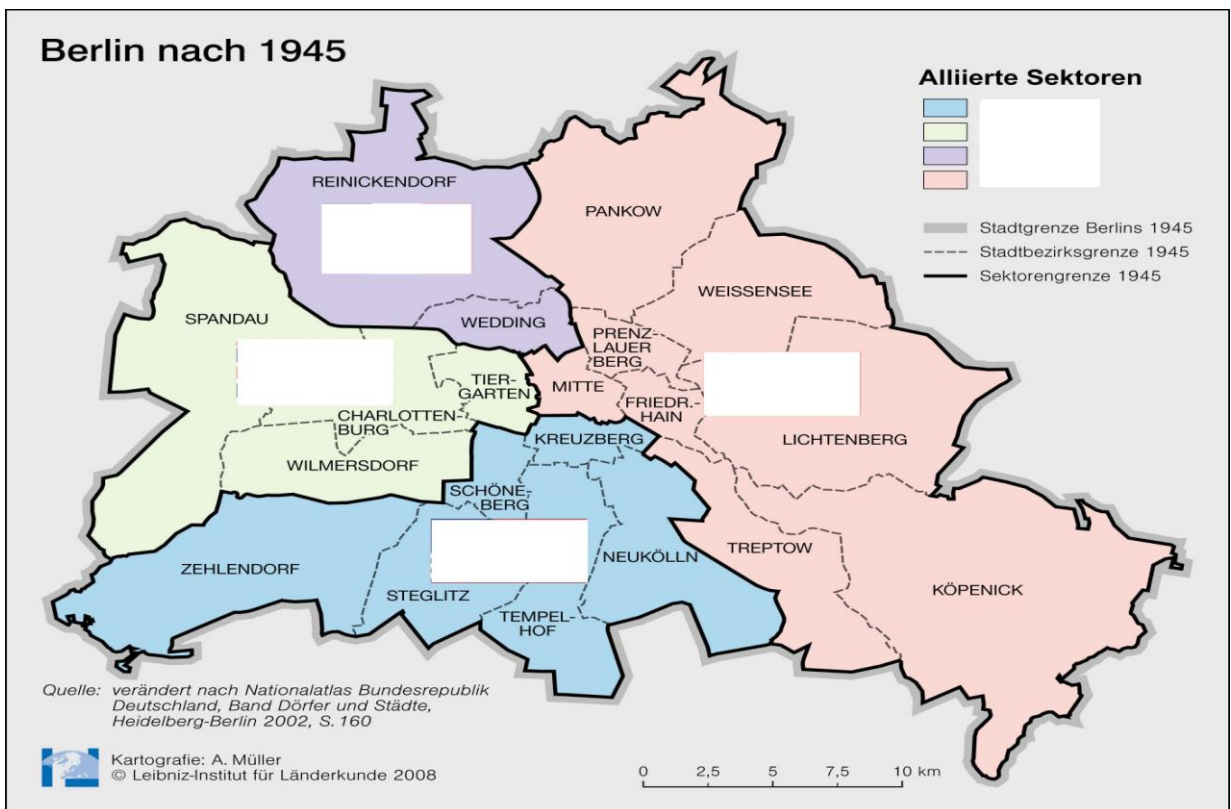 Berlin nach 1945
Alliierte Sektoren
Stadtgrenze Berlins 1945
Stadtbezirksgrenze 1945
Sektorengrenze 1945
REINICKENDORF
PANKOW
WEISSENSEE
SPANDAU
WEDDING
PRENZ-
LAUER
BERG
TIER-
GARTEN
MITTE
FRIEDR.-
HAIN
CHARLOTTEN-
BURG
KREUZBERG
LICHTENBERG
WILMERSDORF
SCHÖNE-
BERG
ZEHLENDORF
STEGLITZ
NEUKÖLLN
TREPTOW
KÖPENICK
TEMPEL-
HOF
Quelle: verändert nach Nationalatlas Bundesrepublik
Deutschland, Band Dörfer und Städte,
Heidelberg-Berlin 2002, S. 160
Kartografie: A. Müller
© Leibniz-Institut für Länderkunde 2008
0 2,5 5 7,5 10 km